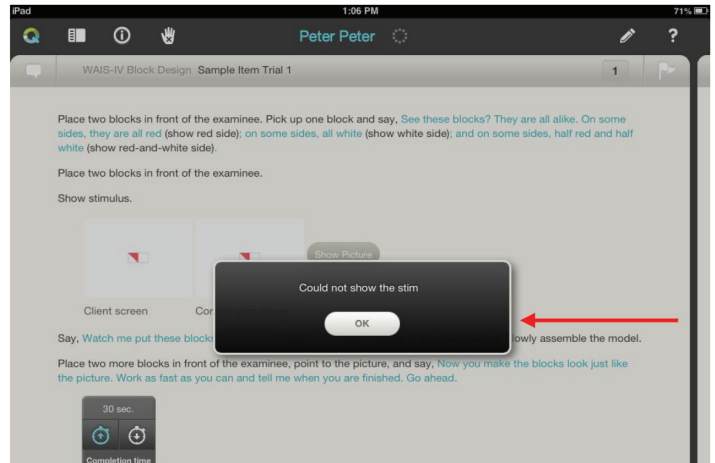 iPad 1:06 PM 71%
Peter Peter ?
WAIS-IV Block Design Sample Item Trial 1 1
Place two blocks in front of the examinee. Pick up one block and say, See these blocks? They are all alike. On some
sides, they are all red (show red side); on some sides, all white (show white side); and on some sides, half red and half
white (show red-and-white side).
Place two blocks in front of the examinee.
Show stimulus.
Show Picture
Could not show the stim
Client screen Cor
OK
Say, Watch me put these blocks lowly assemble the model.
Place two more blocks in front of the examinee, point to the picture, and say, Now you make the blocks look just like
the picture. Work as fast as you can and tell me when you are finished. Go ahead.
30 sec.
Completion time